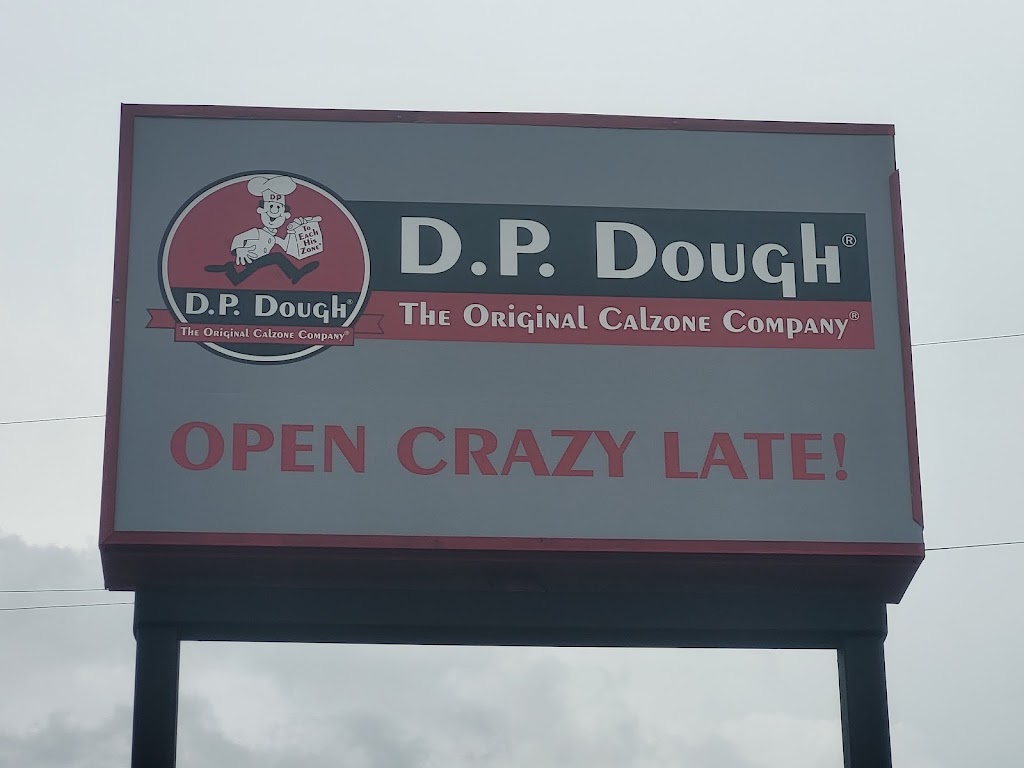 DP
To
Each
His
Zone®
D.P. Dough®
The Original Calzone Company®
D.P. Dough®
The Original Calzone Company®
OPEN CRAZY LATE!